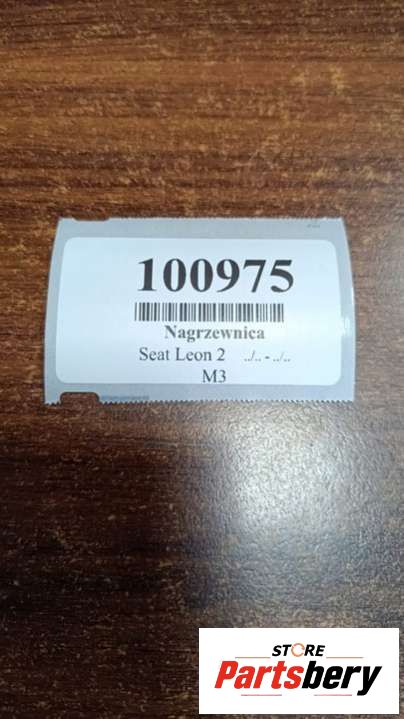 100975
Nagrzewnica
Seat Leon 2 ../.. - ../..
M3
STORE
Partsbery